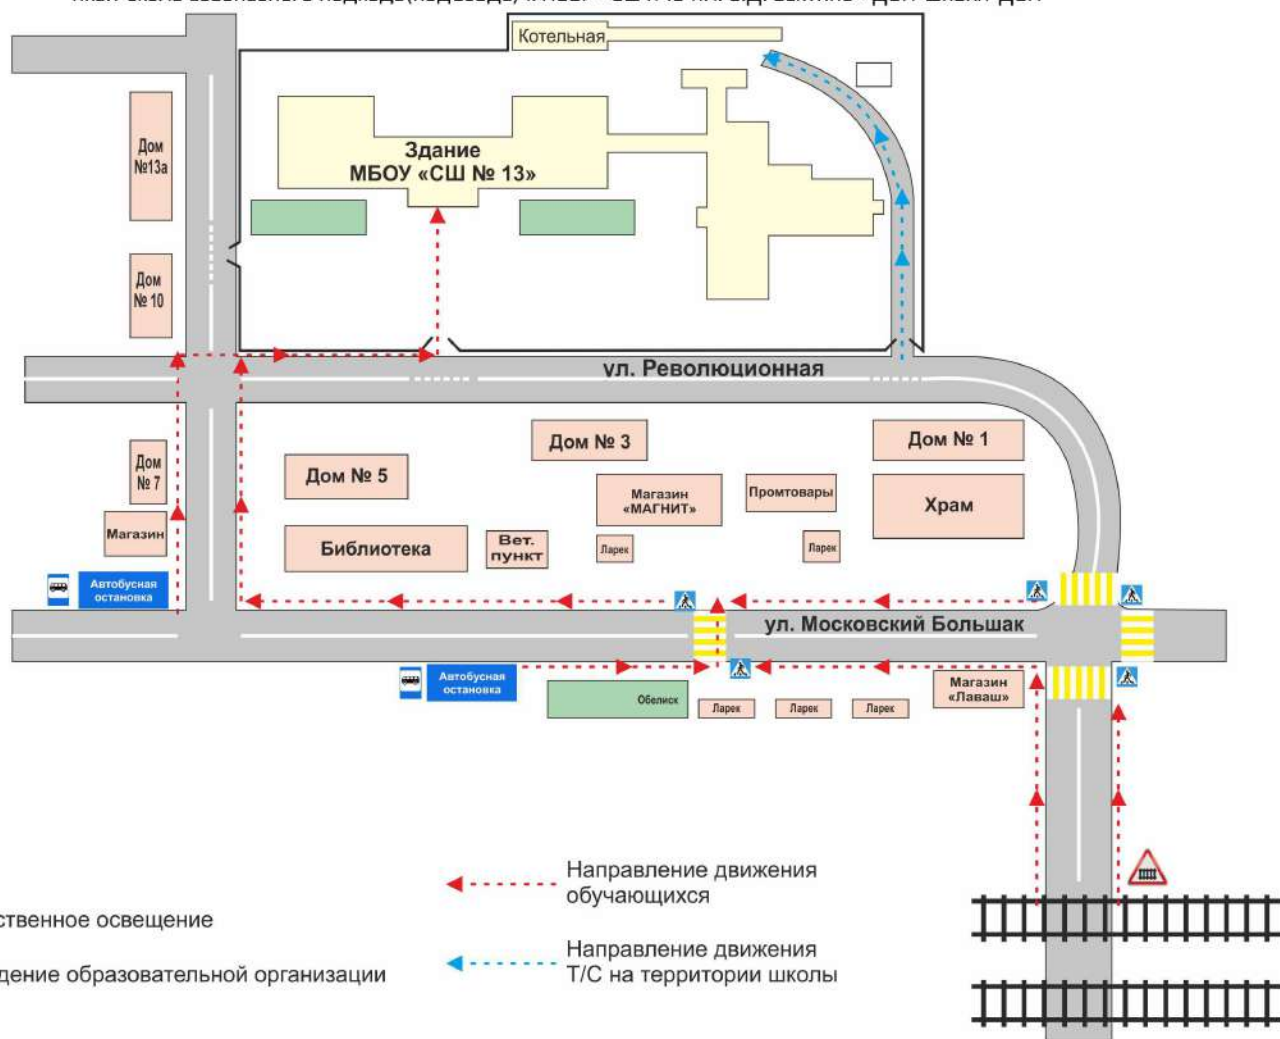 Котельная
Здание
МБОУ «СШ № 13»
Дом
№13а
Дом
№ 10
ул. Революционная
Дом № 3
Дом № 1
Дом
№ 7
Дом № 5
Магазин
«МАГНИТ»
Промтовары
Храм
Магазин
Библиотека
Вет.
пункт
Ларек
Ларек
Автобусная
остановка
ул. Московский Большак
Автобусная
остановка
Обелиск
Ларек
Ларек
Ларек
Магазин
«Лаваш»
Направление движения
обучающихся
ственное освещение
Направление движения
Т/С на территории школы
дение образовательной организации